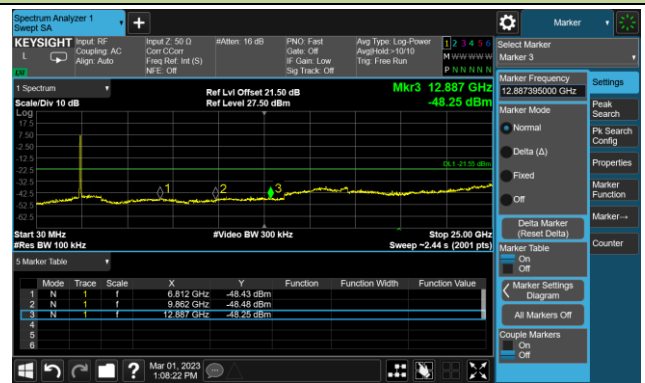 Spectrum Analyzer 1
Swept SA
+
Marker
KEYSIGHT
L
LV
Input: RF
Coupling: AC
Align: Auto
Input Z: 50 Ω
Corr CCorr
Freq Ref: Int (S)
NFE: Off
#Atten: 16 dB
PNO: Fast
Gate: Off
IF Gain: Low
Sig Track: Off
Avg Type: Log-Power
Avg|Hold:>10/10
Trig: Free Run
1 2 3 4 5 6
M W W W W W
P N N N N N
Select Marker
Marker 3
1 Spectrum
Scale/Div 10 dB
Ref Lvl Offset 21.50 dB
Ref Level 27.50 dBm
Mkr3 12.887 GHz
-48.25 dBm
Log
17.5
7.50
-2.50
-12.5
-22.5
-32.5
-42.5
-52.5
-62.5
DL1 -21.55 dBm
1
2
3
Start 30 MHz
#Res BW 100 kHz
#Video BW 300 kHz
Stop 25.00 GHz
Sweep ~2.44 s (2001 pts)
5 Marker Table
Mode Trace Scale X Y Function Function Width Function Value
1 N 1 f 6.812 GHz -48.43 dBm
2 N 1 f 9.862 GHz -48.48 dBm
3 N 1 f 12.887 GHz -48.25 dBm
4
5
6
Marker Frequency
12.887395000 GHz
Marker Mode
Normal
Delta (Δ)
Fixed
Off
Delta Marker
(Reset Delta)
Marker Table
On
Off
Marker Settings
Diagram
All Markers Off
Couple Markers
On
Off
Settings
Peak
Search
Pk Search
Config
Properties
Marker
Function
Marker→
Counter
?
Mar 01, 2023
1:08:22 PM